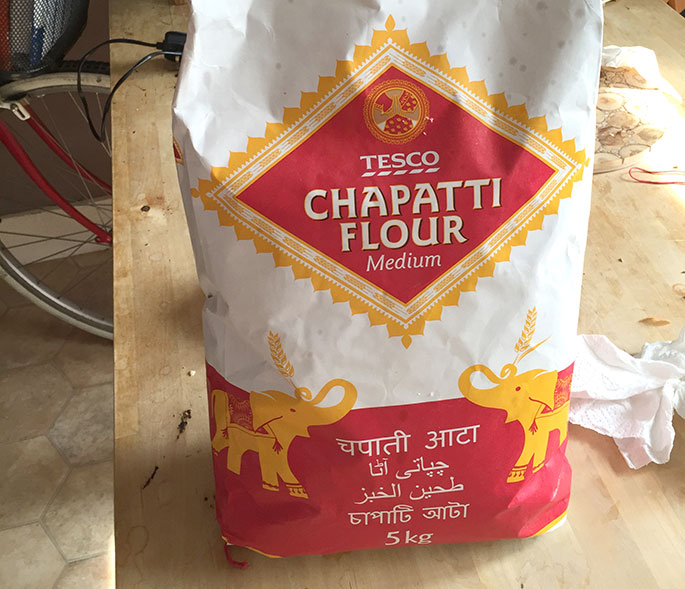 TESCO
CHAPATTI
FLOUR
Medium
चपाती आटा
چپاتی آٹا
طحين الخبز
চাপাটি আটা
5kg